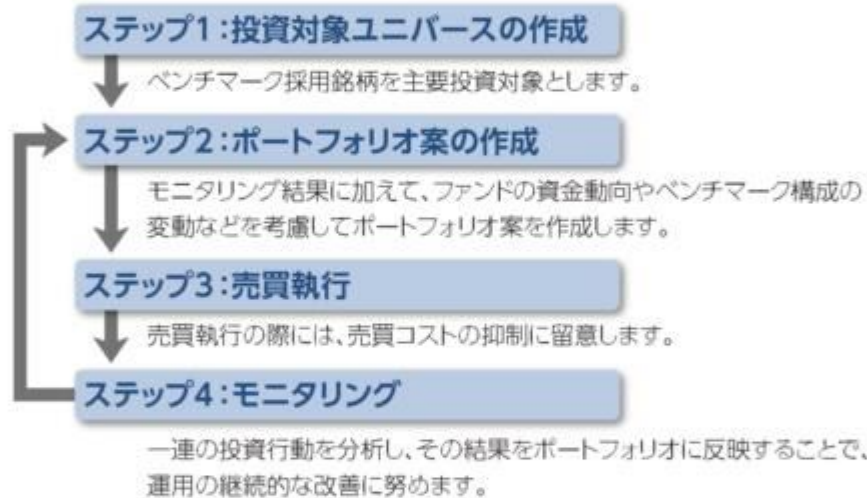 ステップ1:投資対象ユニバースの作成
ベンチマーク採用銘柄を主要投資対象とします。
ステップ2:ポートフォリオ案の作成
モニタリング結果に加えて、ファンドの資金動向やベンチマーク構成の
変動などを考慮してポートフォリオ案を作成します。
ステップ3:売買執行
売買執行の際には、売買コストの抑制に留意します。
ステップ4:モニタリング
一連の投資行動を分析し、その結果をポートフォリオに反映することで、
運用の継続的な改善に努めます。